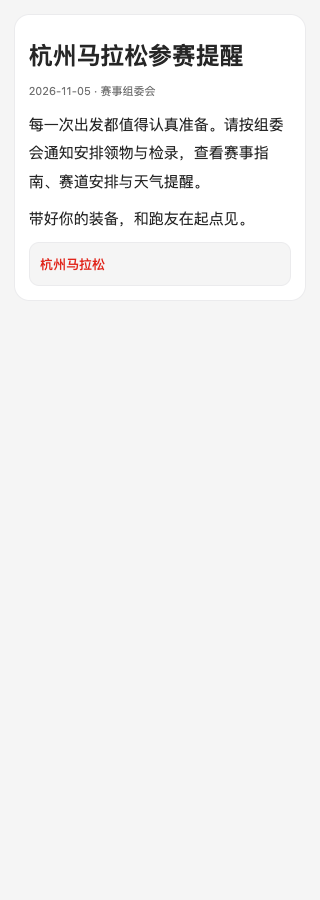 杭州马拉松参赛提醒
2026-11-05 · 赛事组委会
每一次出发都值得认真准备。请按组委
会通知安排领物与检录，查看赛事指
南、赛道安排与天气提醒。
带好你的装备，和跑友在起点见。
杭州马拉松